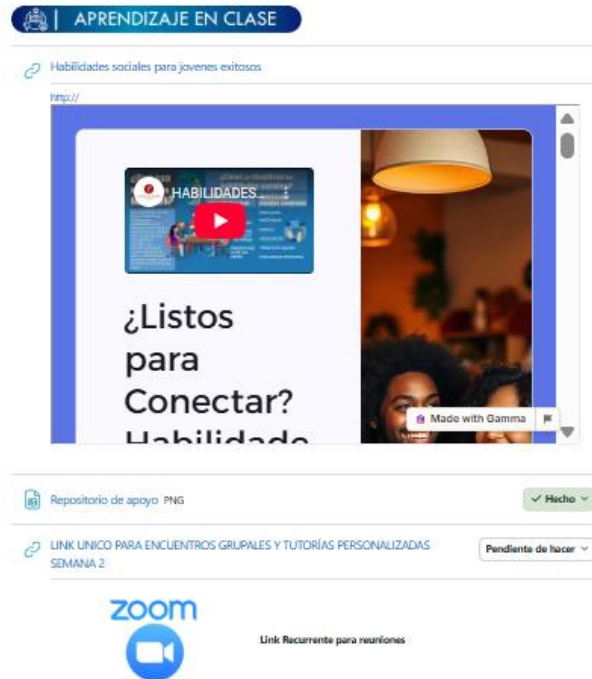 APRENDIZAJE EN CLASE
Habilidades sociales para jovenes exitosos
http://
HABILIDADES...
¿Listos
para
Conectar?
Habilidade
Made with Gamma
Repositorio de apoyo PNG
Hecho
LINK UNICO PARA ENCUENTROS GRUPALES Y TUTORÍAS PERSONALIZADAS
SEMANA 2
Pendiente de hacer
zoom
Link Recurrente para reuniones